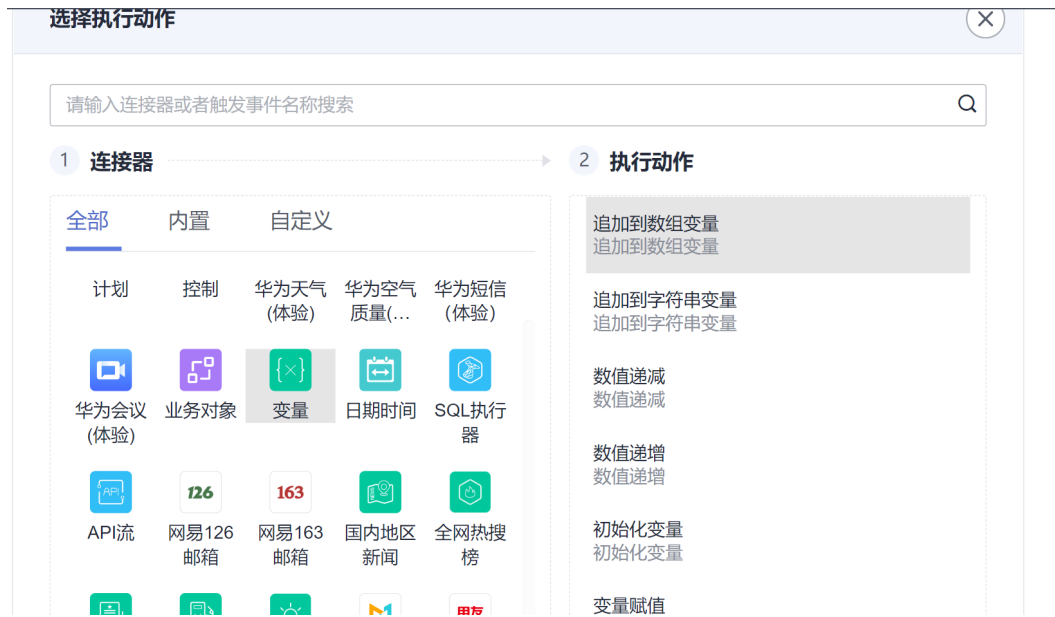 选择执行动作
请输入连接器或者触发事件名称搜索
1 连接器
2 执行动作
全部 内置 自定义
计划 控制 华为天气 华为空气 华为短信
(体验) 质量(... (体验)
华为会议 业务对象 变量 日期时间 SQL执行
(体验) 器
API
126 163
API流 网易126 网易163 国内地区 全网热搜
邮箱 邮箱 新闻 榜
用友
追加到数组变量
追加到数组变量
追加到字符串变量
追加到字符串变量
数值递减
数值递减
数值递增
数值递增
初始化变量
初始化变量
变量赋值